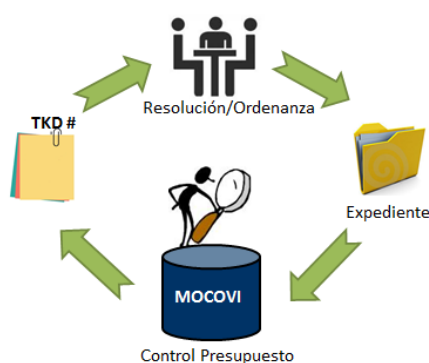 Resolución/Ordenanza
TKD #
Expediente
MOCOVI
Control Presupuesto